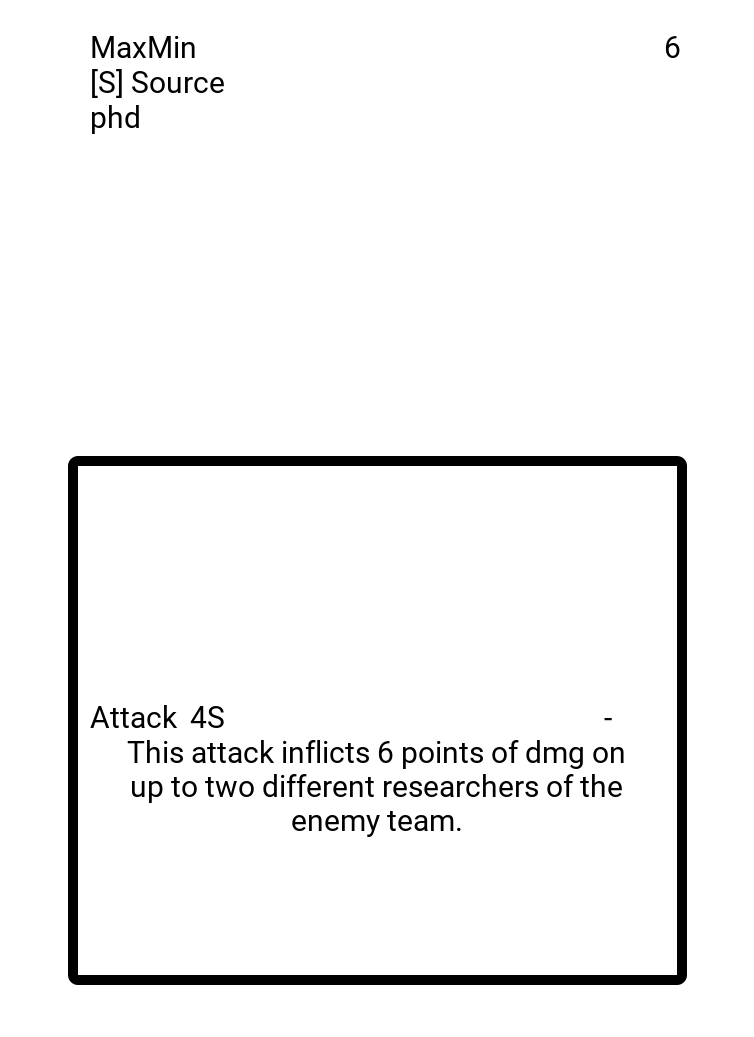 MaxMin 6
[S] Source
phd
Attack 4S -
This attack inflicts 6 points of dmg on
up to two different researchers of the
enemy team.